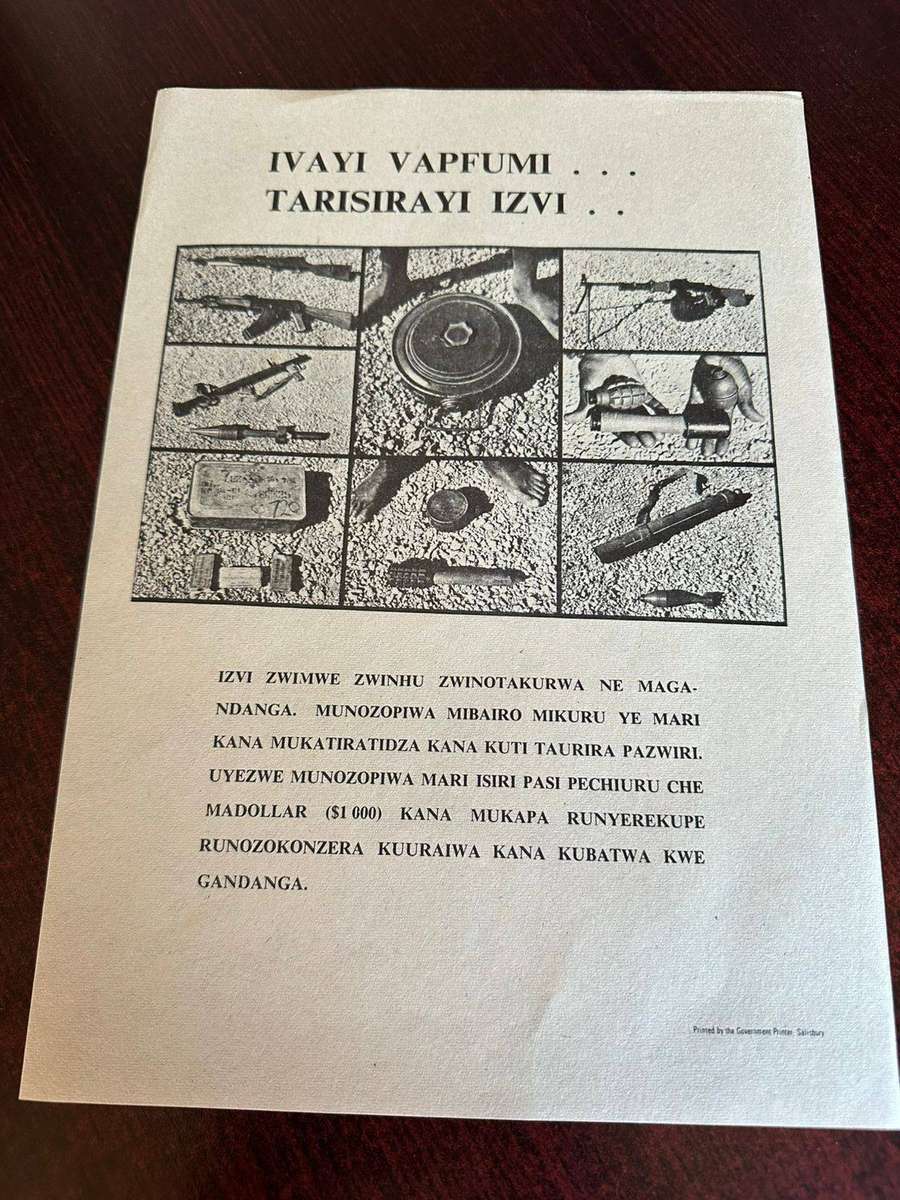 IVAYI VAPFUMI . . .
TARISIRAYI IZVI . .
IZVI ZWIMWE ZWINHU ZWINOTAKURWA NE MAGA-
NDANGA. MUNOZOPIWA MIBAIRO MIKURU YE MARI
KANA MUKATIRATIDZA KANA KUTI TAURIRA PAZWIRI.
UYEZWE MUNOZOPIWA MARI ISIRI PASI PECHIURU CHE
MADOLLAR ($1 000) KANA MUKAPA RUNYEREKUPE
RUNOZOKONZERA KUURAIWA KANA KUBATWA KWE
GANDANGA.
Printed by the Government Printer, Salisbury